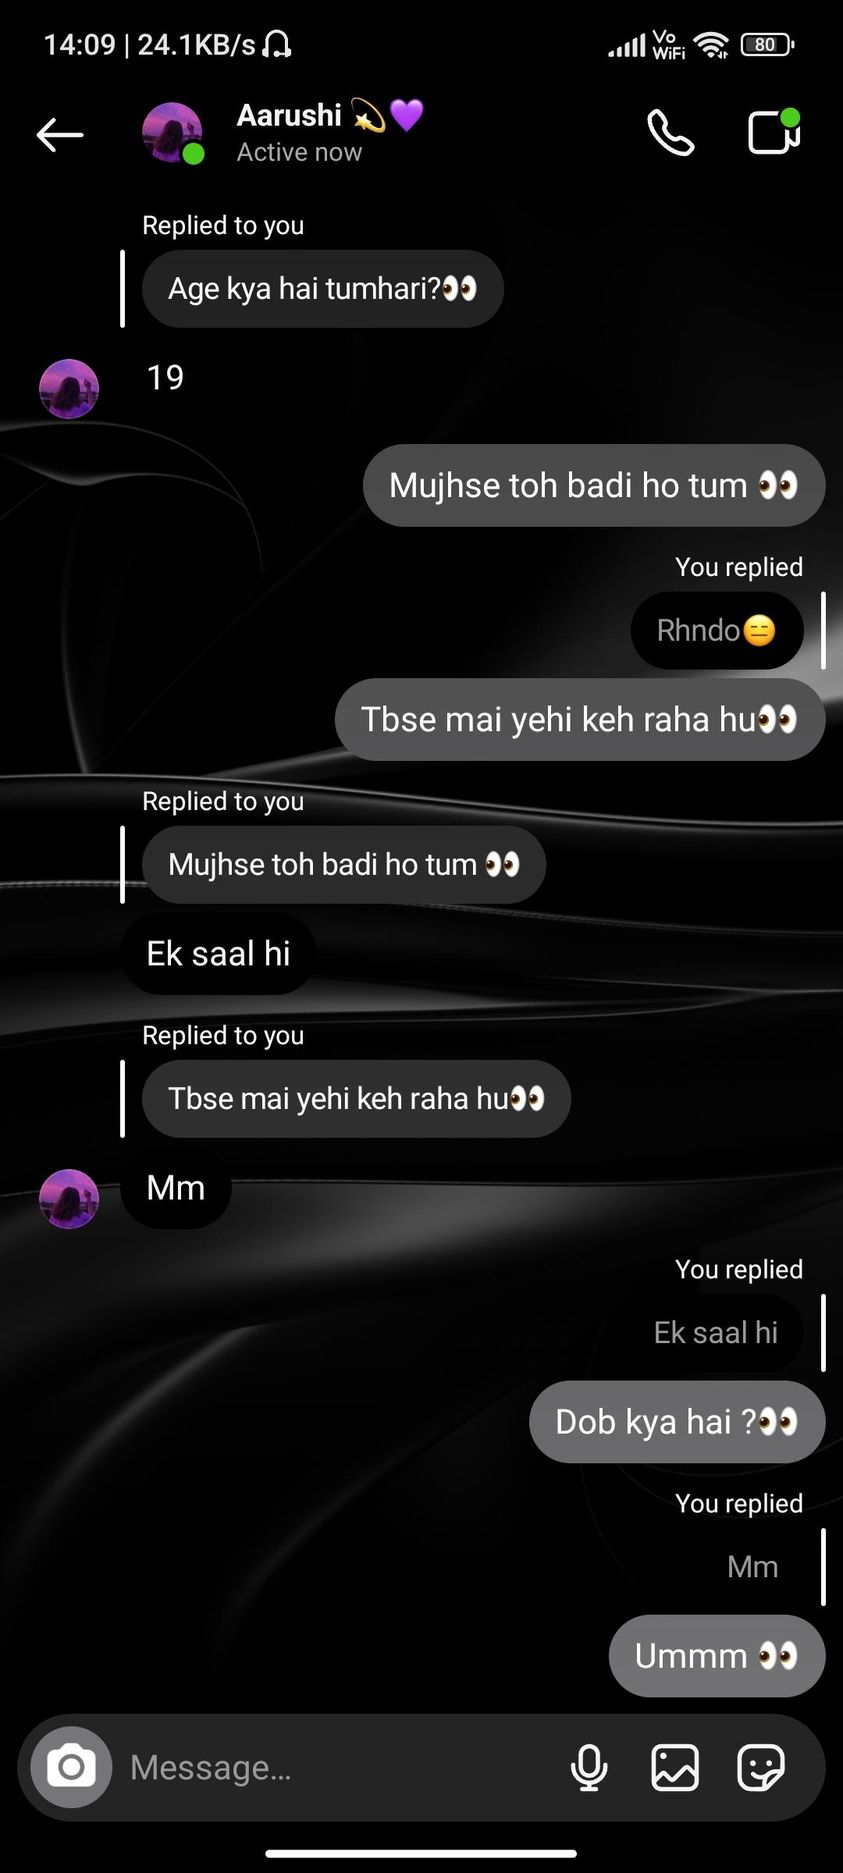 14:09 | 24.1KB/s Vo WiFi 80
Aarushi 💫💜
Active now
Replied to you
Age kya hai tumhari?👀
19
Mujhse toh badi ho tum 👀
You replied
Rhndo😑
Tbse mai yehi keh raha hu👀
Replied to you
Mujhse toh badi ho tum 👀
Ek saal hi
Replied to you
Tbse mai yehi keh raha hu👀
Mm
You replied
Ek saal hi
Dob kya hai ?👀
You replied
Mm
Ummm 👀
Message...